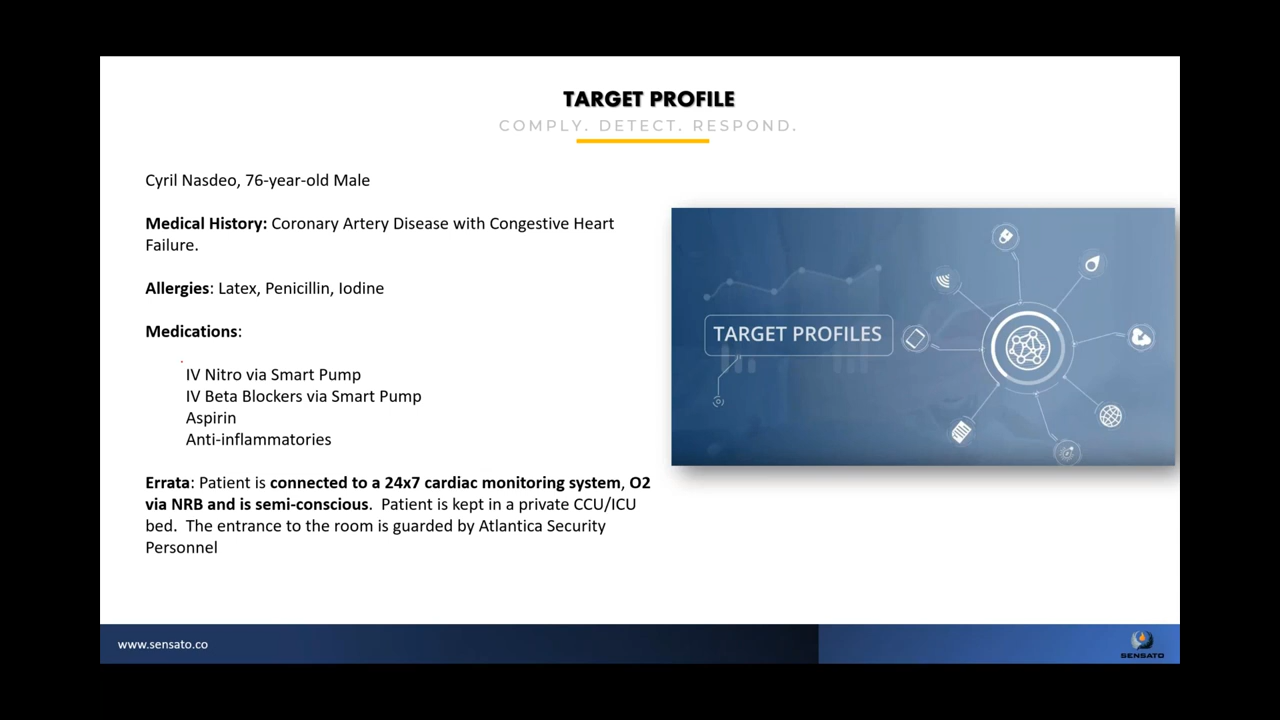 TARGET PROFILE
COMPLY. DETECT. RESPOND.
Cyril Nasdeo, 76-year-old Male
Medical History: Coronary Artery Disease with Congestive Heart
Failure.
Allergies: Latex, Penicillin, Iodine
Medications:
IV Nitro via Smart Pump
IV Beta Blockers via Smart Pump
Aspirin
Anti-inflammatories
Errata: Patient is connected to a 24x7 cardiac monitoring system, O2
via NRB and is semi-conscious. Patient is kept in a private CCU/ICU
bed. The entrance to the room is guarded by Atlantica Security
Personnel
TARGET PROFILES
www.sensato.co
SENSATO